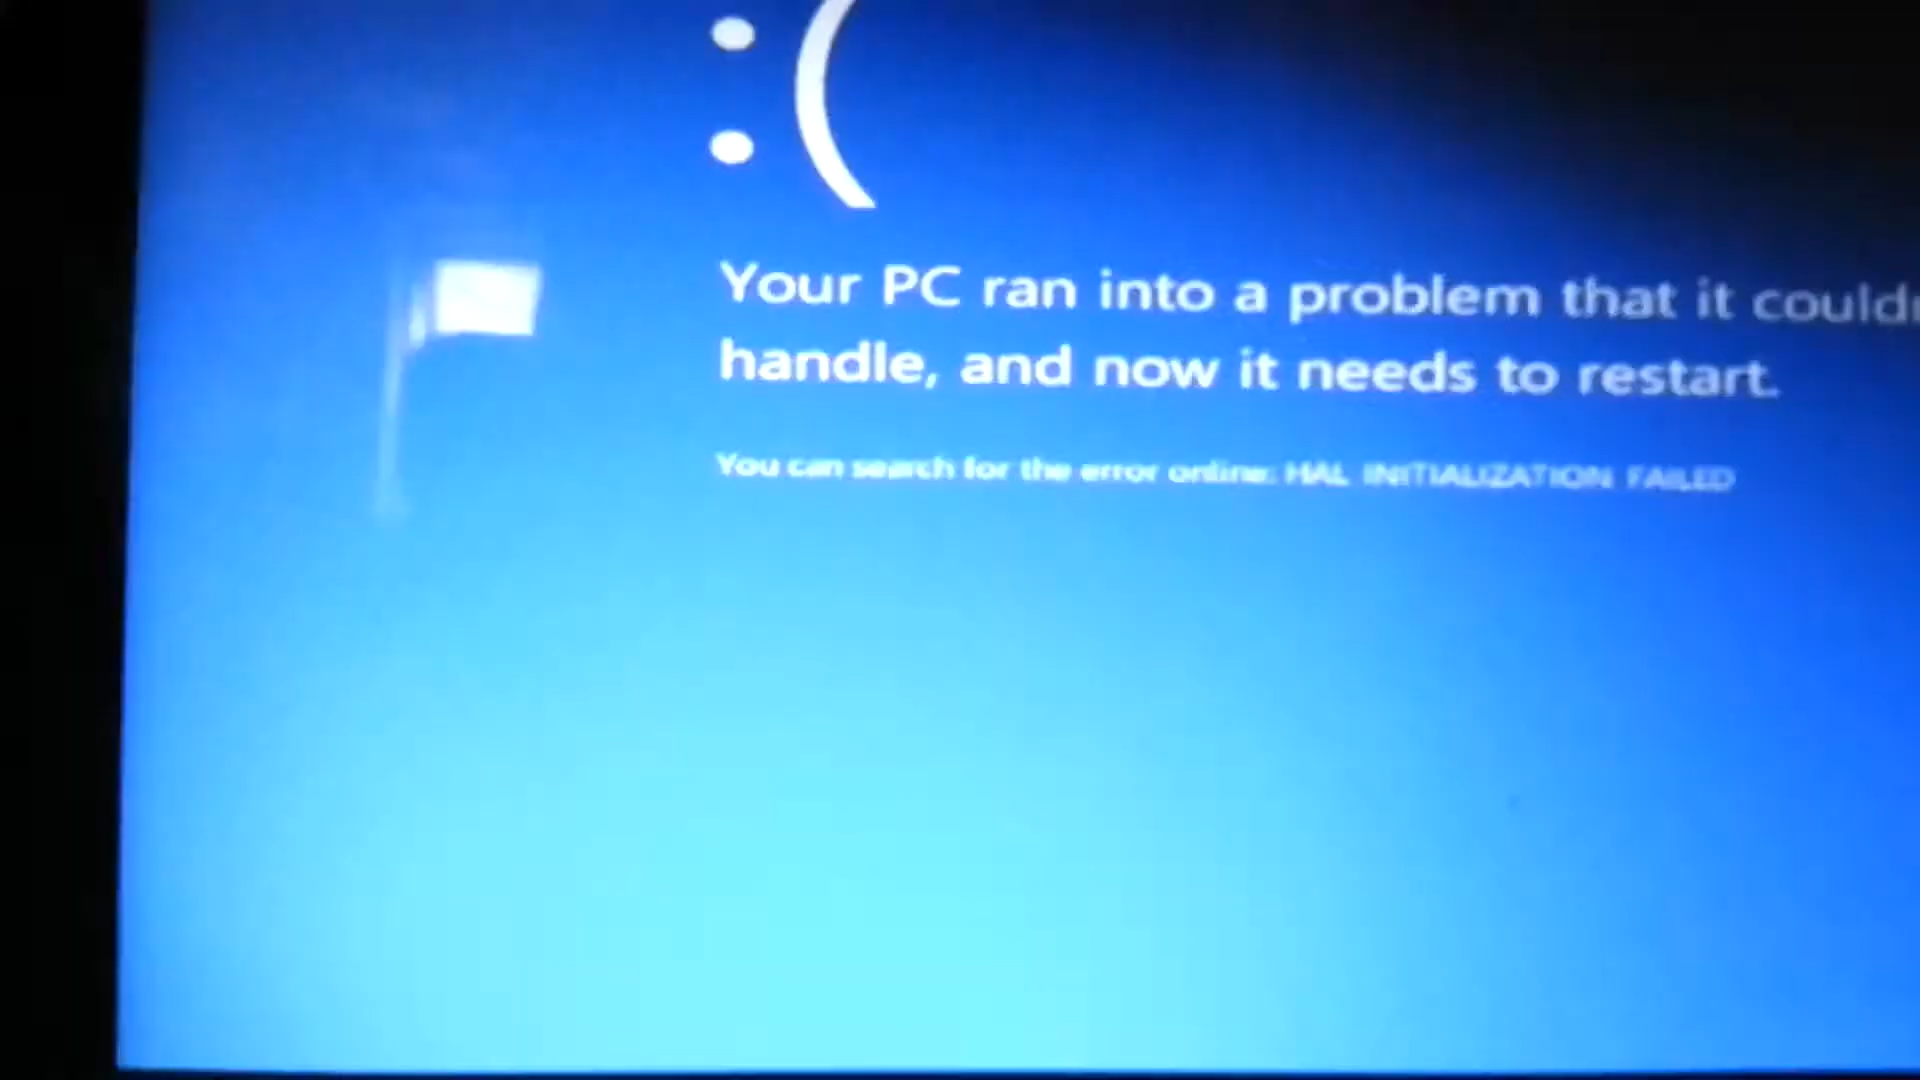 :(
Your PC ran into a problem that it could
handle, and now it needs to restart.
You can search for the error online: HAL INITIALIZATION FAILED